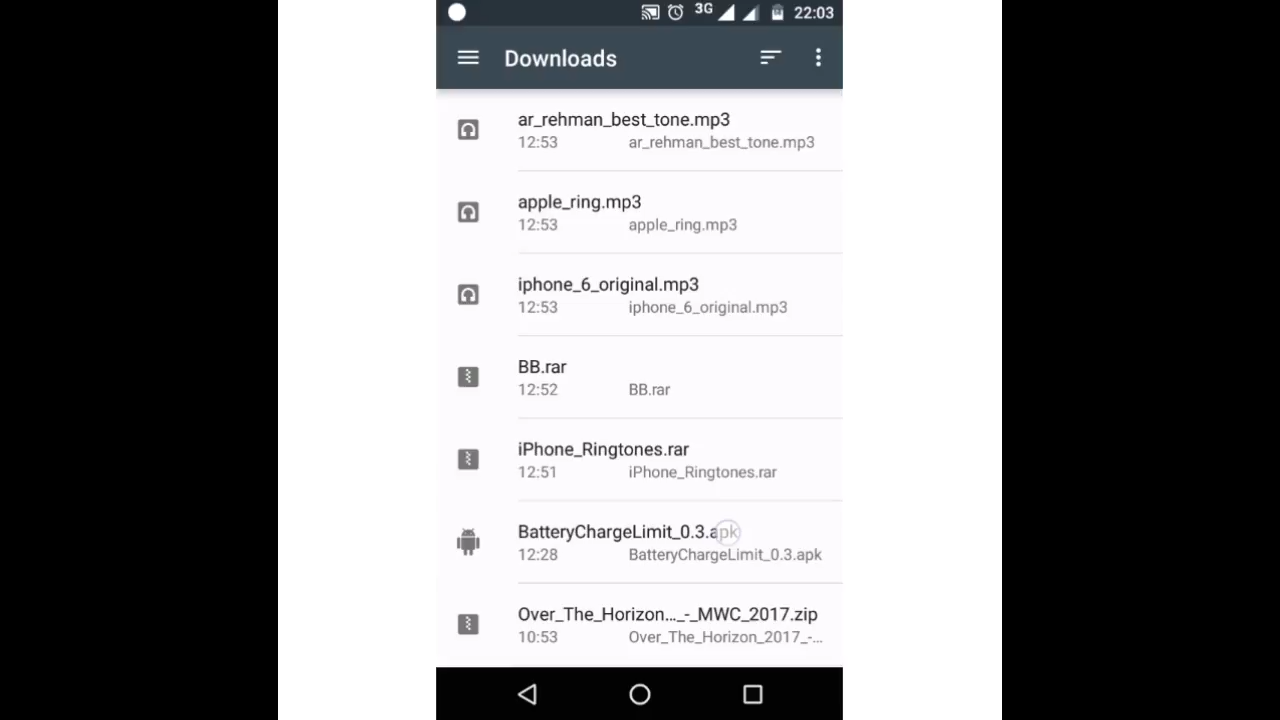 3G 22:03
Downloads
ar_rehman_best_tone.mp3
12:53 ar_rehman_best_tone.mp3
apple_ring.mp3
12:53 apple_ring.mp3
iphone_6_original.mp3
12:53 iphone_6_original.mp3
BB.rar
12:52 BB.rar
iPhone_Ringtones.rar
12:51 iPhone_Ringtones.rar
BatteryChargeLimit_0.3.apk
12:28 BatteryChargeLimit_0.3.apk
Over_The_Horizon..._-_MWC_2017.zip
10:53 Over_The_Horizon_2017_-...